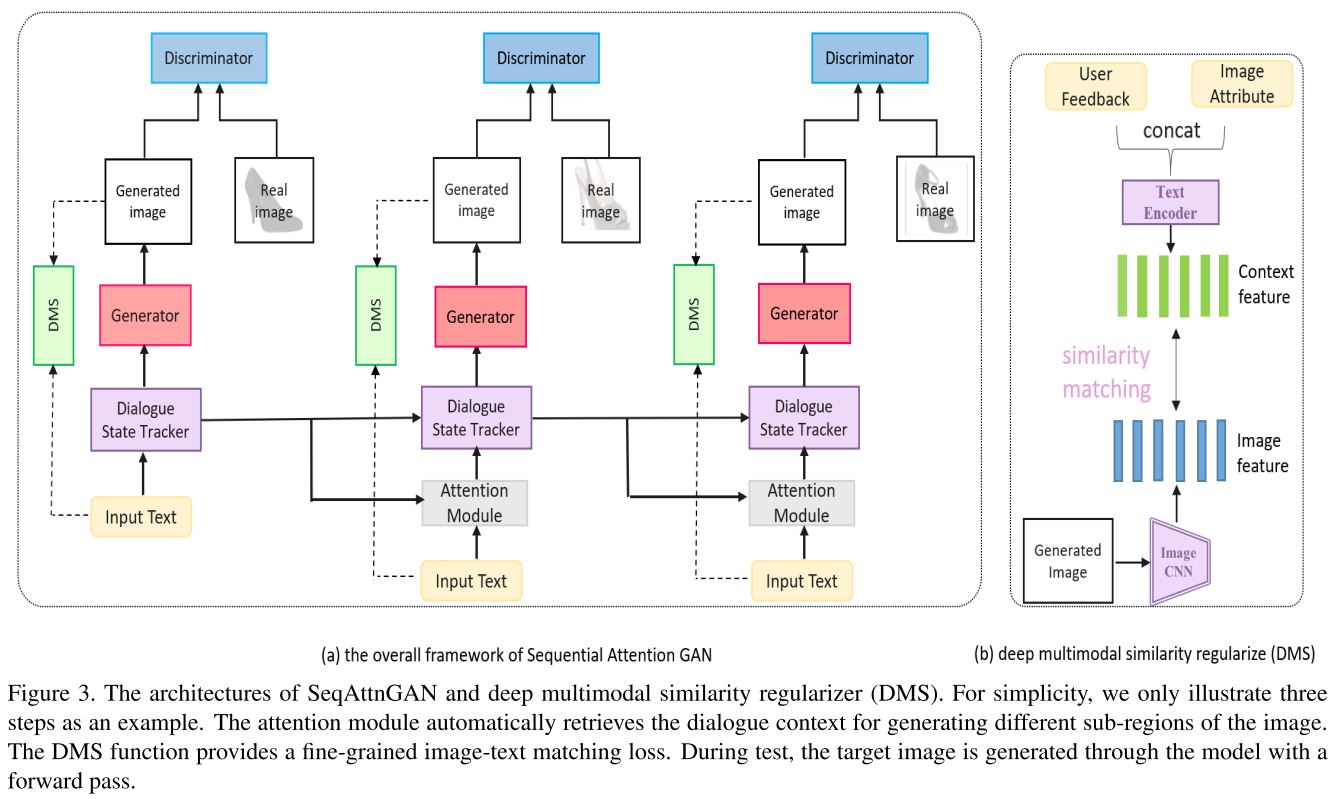 Discriminator
Discriminator
Discriminator
Generated
image
Real
image
Generated
image
Real
image
Generated
image
Real
image
DMS
Generator
DMS
Generator
DMS
Generator
Dialogue
State Tracker
Dialogue
State Tracker
Dialogue
State Tracker
Attention
Module
Attention
Module
Input Text
Input Text
Input Text
User
Feedback
Image
Attribute
concat
Text
Encoder
Context
feature
similarity
matching
Image
feature
Generated
Image
Image
CNN
(a) the overall framework of Sequential Attention GAN
(b) deep multimodal similarity regularize (DMS)
Figure 3. The architectures of SeqAttnGAN and deep multimodal similarity regularizer (DMS). For simplicity, we only illustrate three
steps as an example. The attention module automatically retrieves the dialogue context for generating different sub-regions of the image.
The DMS function provides a fine-grained image-text matching loss. During test, the target image is generated through the model with a
forward pass.